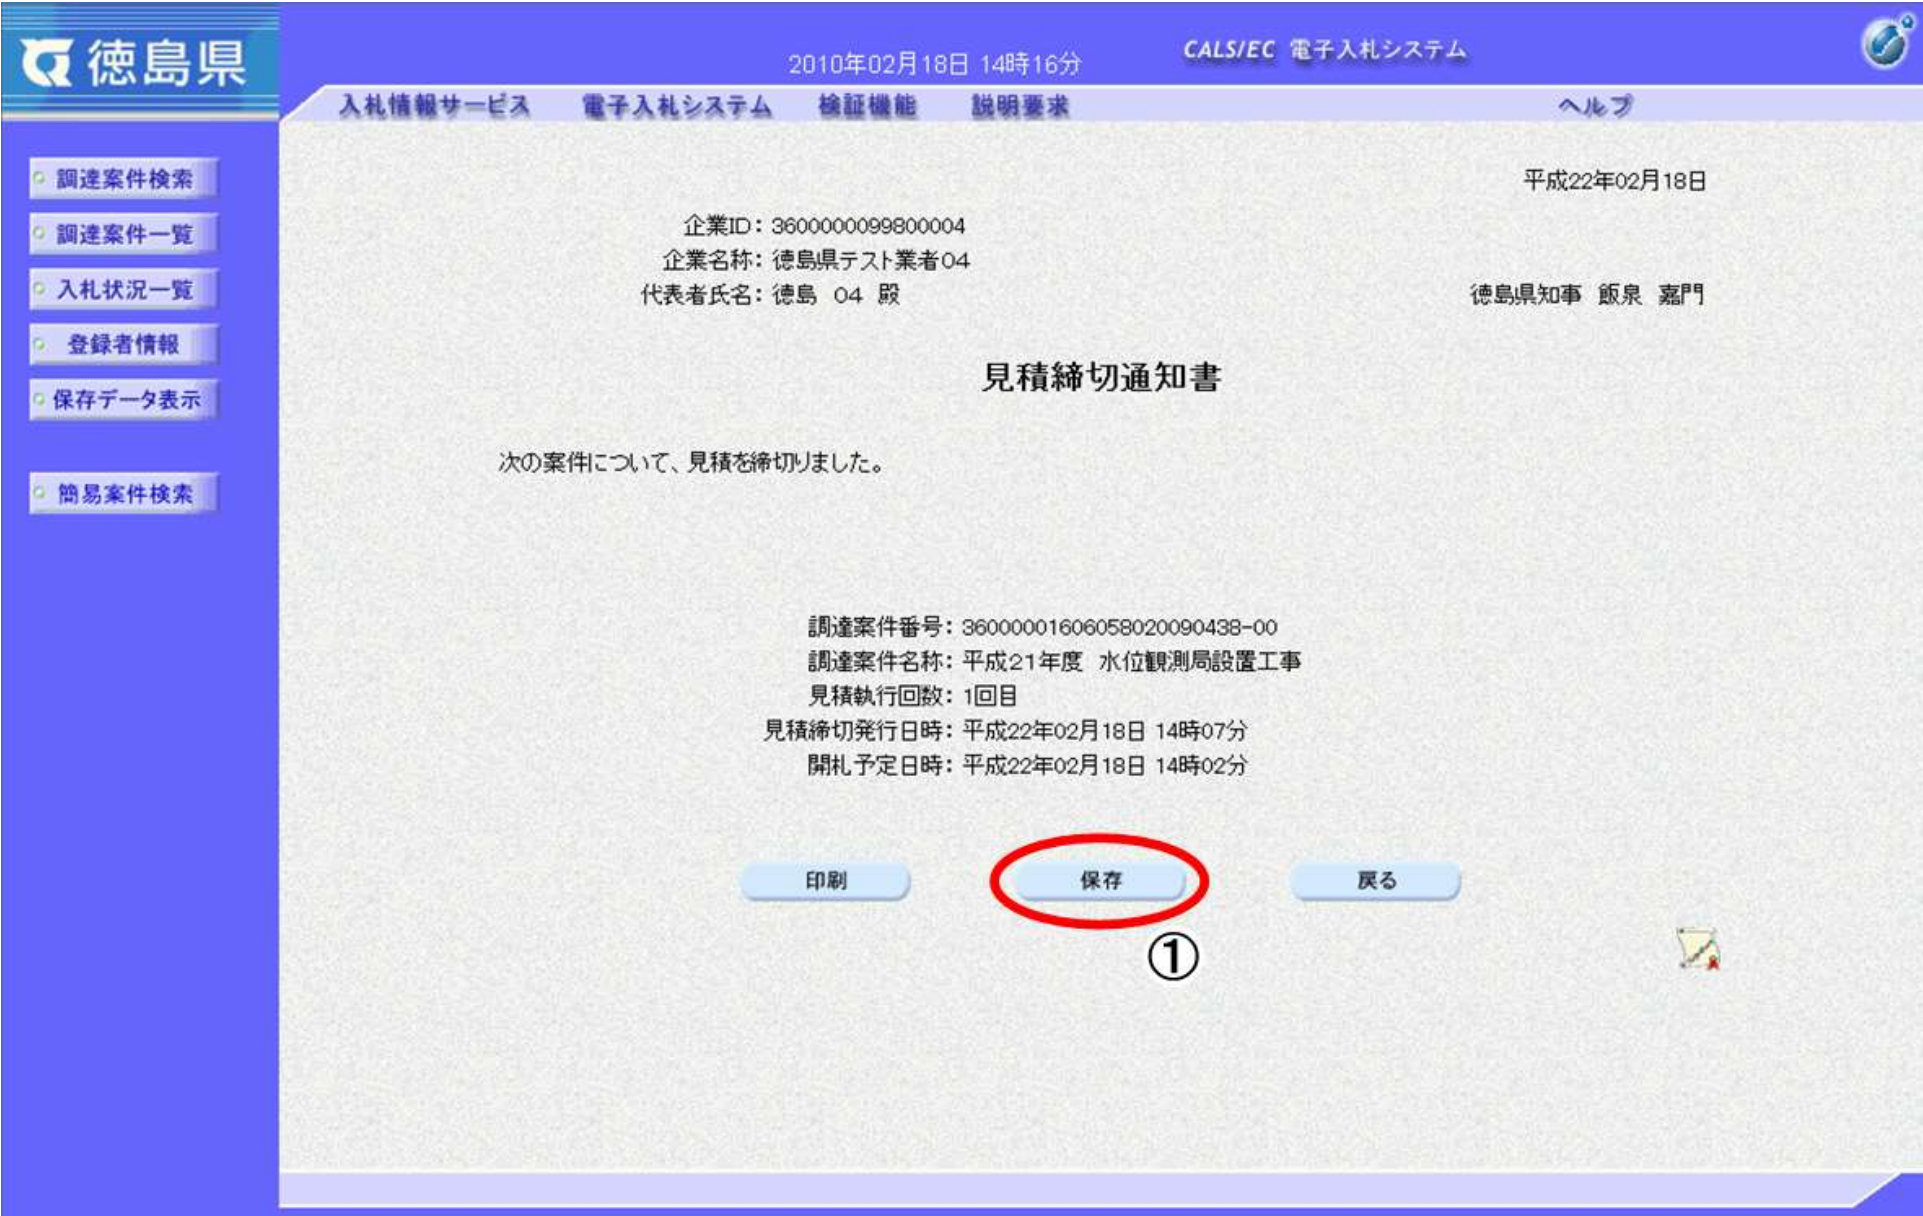 徳島県
2010年02月18日 14時16分
CALS/EC 電子入札システム
入札情報サービス 電子入札システム 検証機能 説明要求 ヘルプ
調達案件検索
調達案件一覧
入札状況一覧
登録者情報
保存データ表示
簡易案件検索
平成22年02月18日
企業ID：3600000099800004
企業名称：徳島県テスト業者04
代表者氏名：徳島 04 殿
徳島県知事 飯泉 嘉門
見積締切通知書
次の案件について、見積を締切りました。
調達案件番号：3600000160605802009​0438-00
調達案件名称：平成21年度 水位観測局設置工事
見積執行回数：1回目
見積締切発行日時：平成22年02月18日 14時07分
開札予定日時：平成22年02月18日 14時02分
印刷 保存 戻る
①